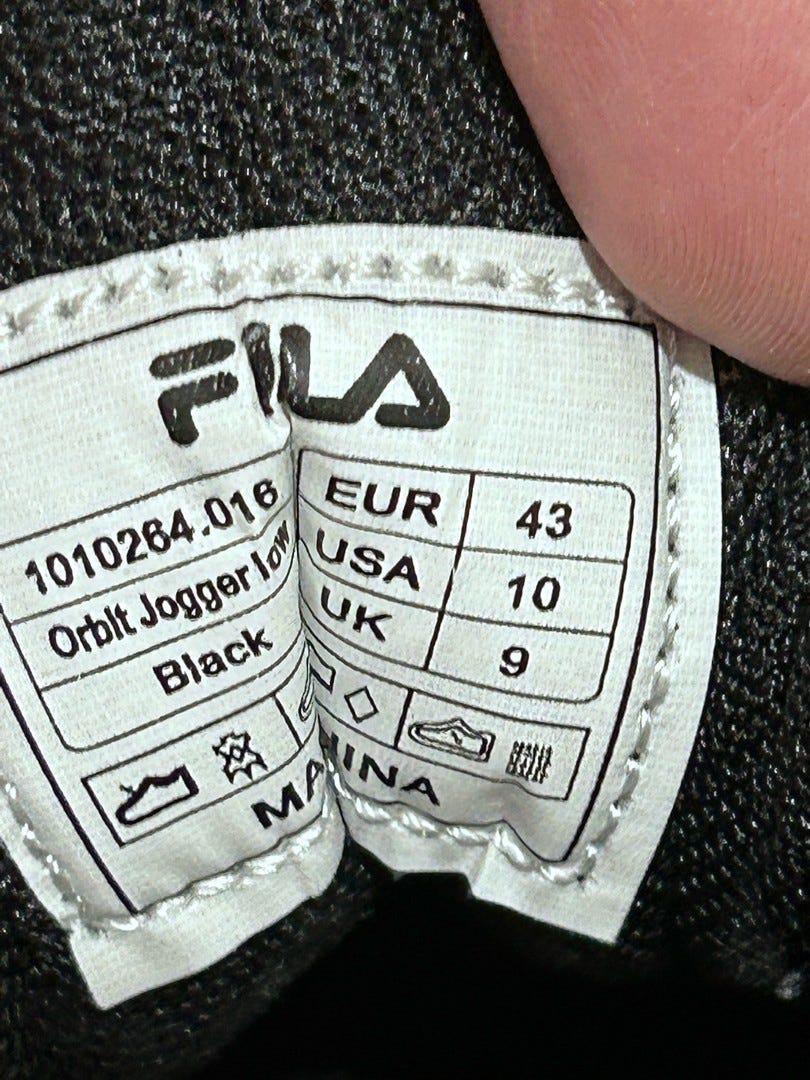 FILA
1010264.016
Orbit Jogger low
Black
EUR 43
USA 10
UK 9
MA INA